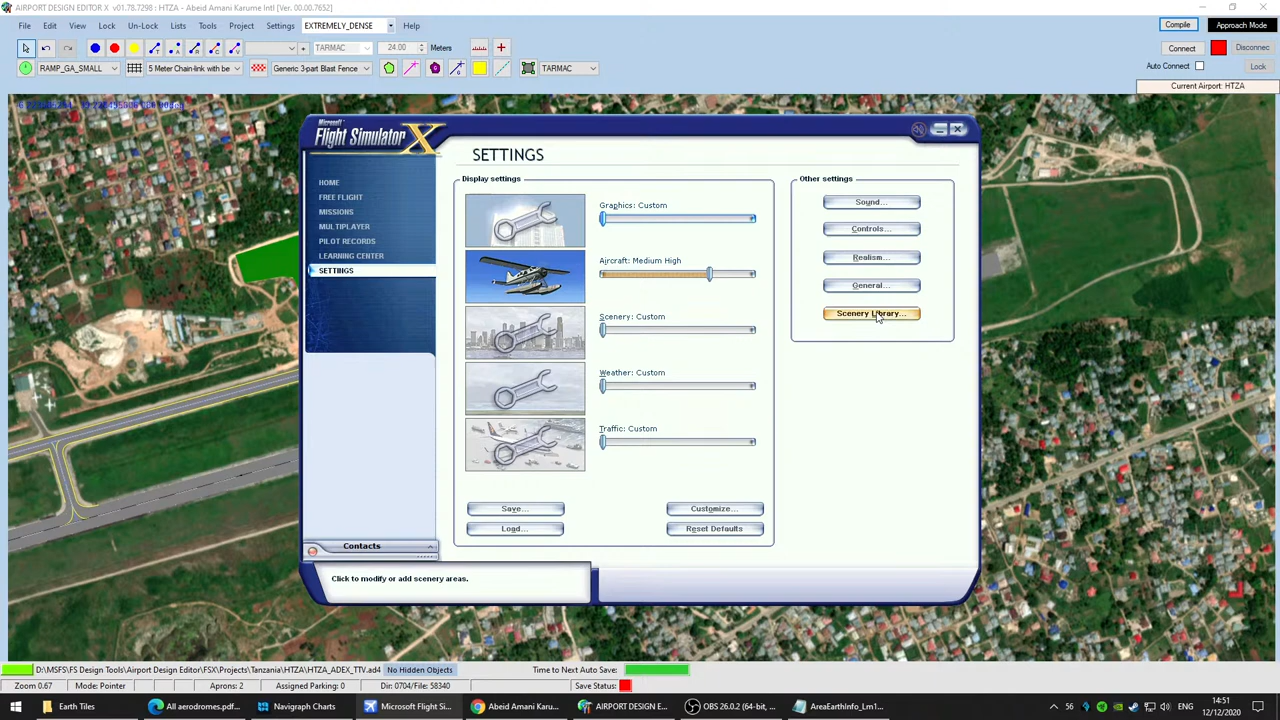 AIRPORT DESIGN EDITOR X v01.78.7298 : HTZA - Abeid Amani Karume Intl [Ver. 00.00.7652]
File Edit View Lock Un-Lock Lists Tools Project Settings EXTREMELY_DENSE Help
Compile Approach Mode
TARMAC 24.00 Meters
Connect Disconnec
RAMP_GA_SMALL 5 Meter Chain-link with be Generic 3-part Blast Fence TARMAC
Auto Connect Lock
Current Airport: HTZA
Microsoft
Flight Simulator X
SETTINGS
HOME
FREE FLIGHT
MISSIONS
MULTIPLAYER
PILOT RECORDS
LEARNING CENTER
SETTINGS
Display settings
Graphics: Custom
Aircraft: Medium High
Scenery: Custom
Weather: Custom
Traffic: Custom
Save... Customize...
Load... Reset Defaults
Other settings
Sound...
Controls...
Realism...
General...
Scenery Library...
Contacts
Click to modify or add scenery areas.
D:\MSFS\FS Design Tools\Airport Design Editor\FSX\Projects\Tanzania\HTZA\HTZA_ADEX_TTV.ad4 No Hidden Objects Time to Next Auto Save:
Zoom 0.67 Mode: Pointer Aprons: 2 Assigned Parking: 0 Dir: 0704/File: 58340 Save Status:
Earth Tiles All aerodromes.pdf... Navigraph Charts Microsoft Flight Si... Abeid Amani Karu... AIRPORT DESIGN E... OBS 26.0.2 (64-bit, ... AreaEarthInfo_Lm1... 56 ENG
14:51
12/12/2020